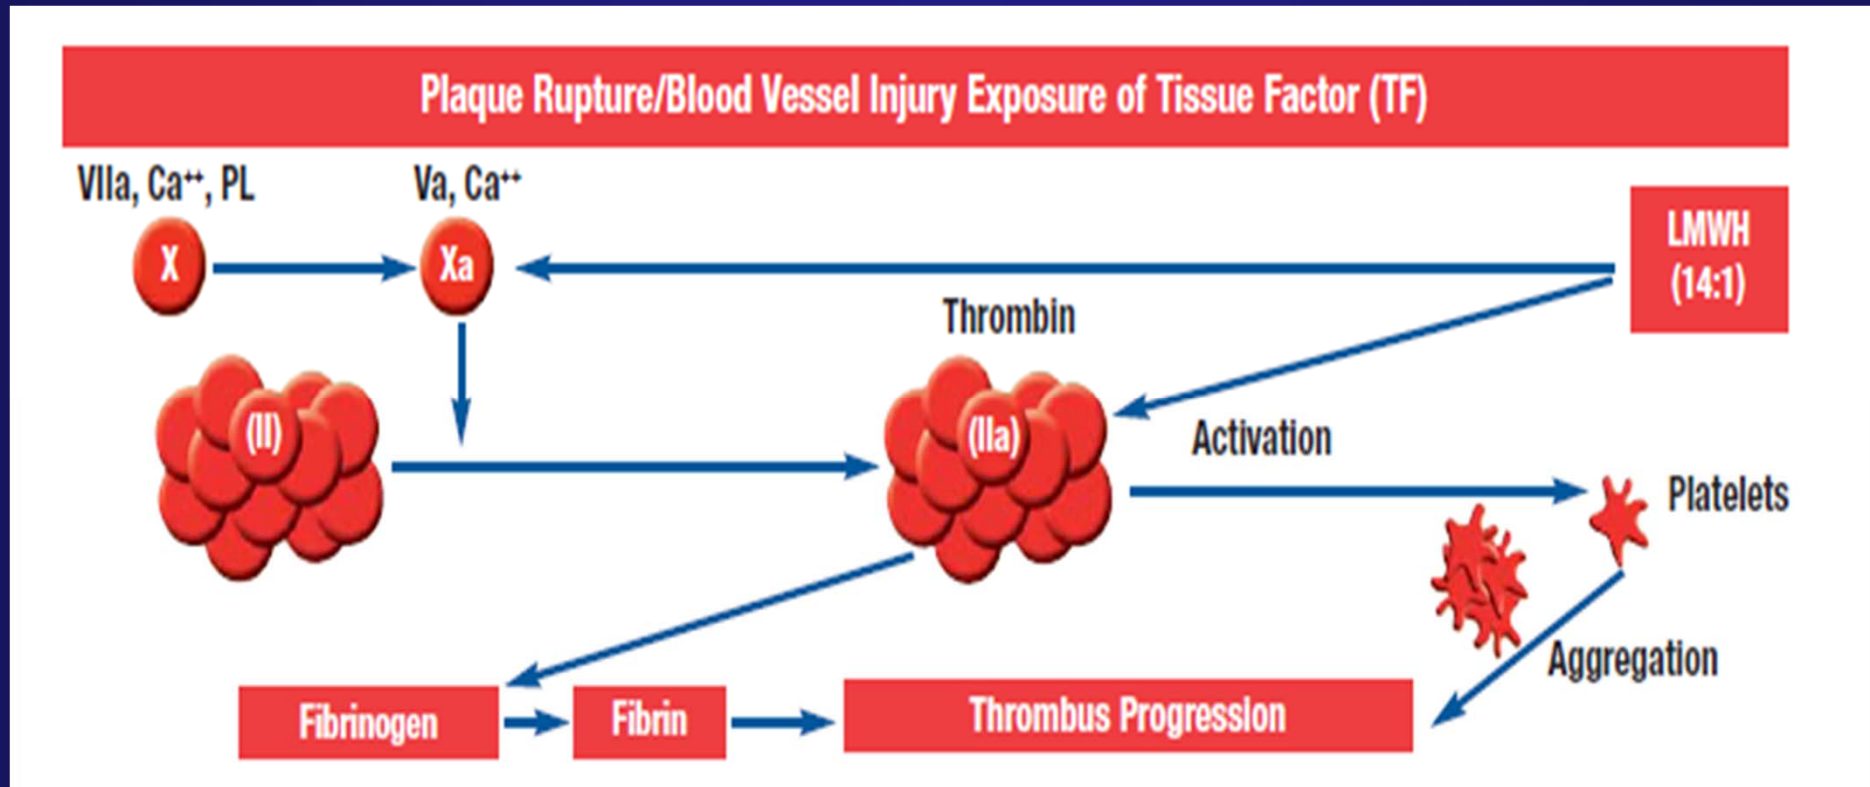 Plaque Rupture/Blood Vessel Injury Exposure of Tissue Factor (TF)
VIIa, Ca⁺⁺, PL
Va, Ca⁺⁺
X
Xa
LMWH
(14:1)
Thrombin
(II)
(IIa)
Activation
Platelets
Aggregation
Fibrinogen
Fibrin
Thrombus Progression